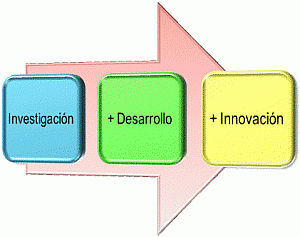 Investigación
+ Desarrollo
+ Innovación